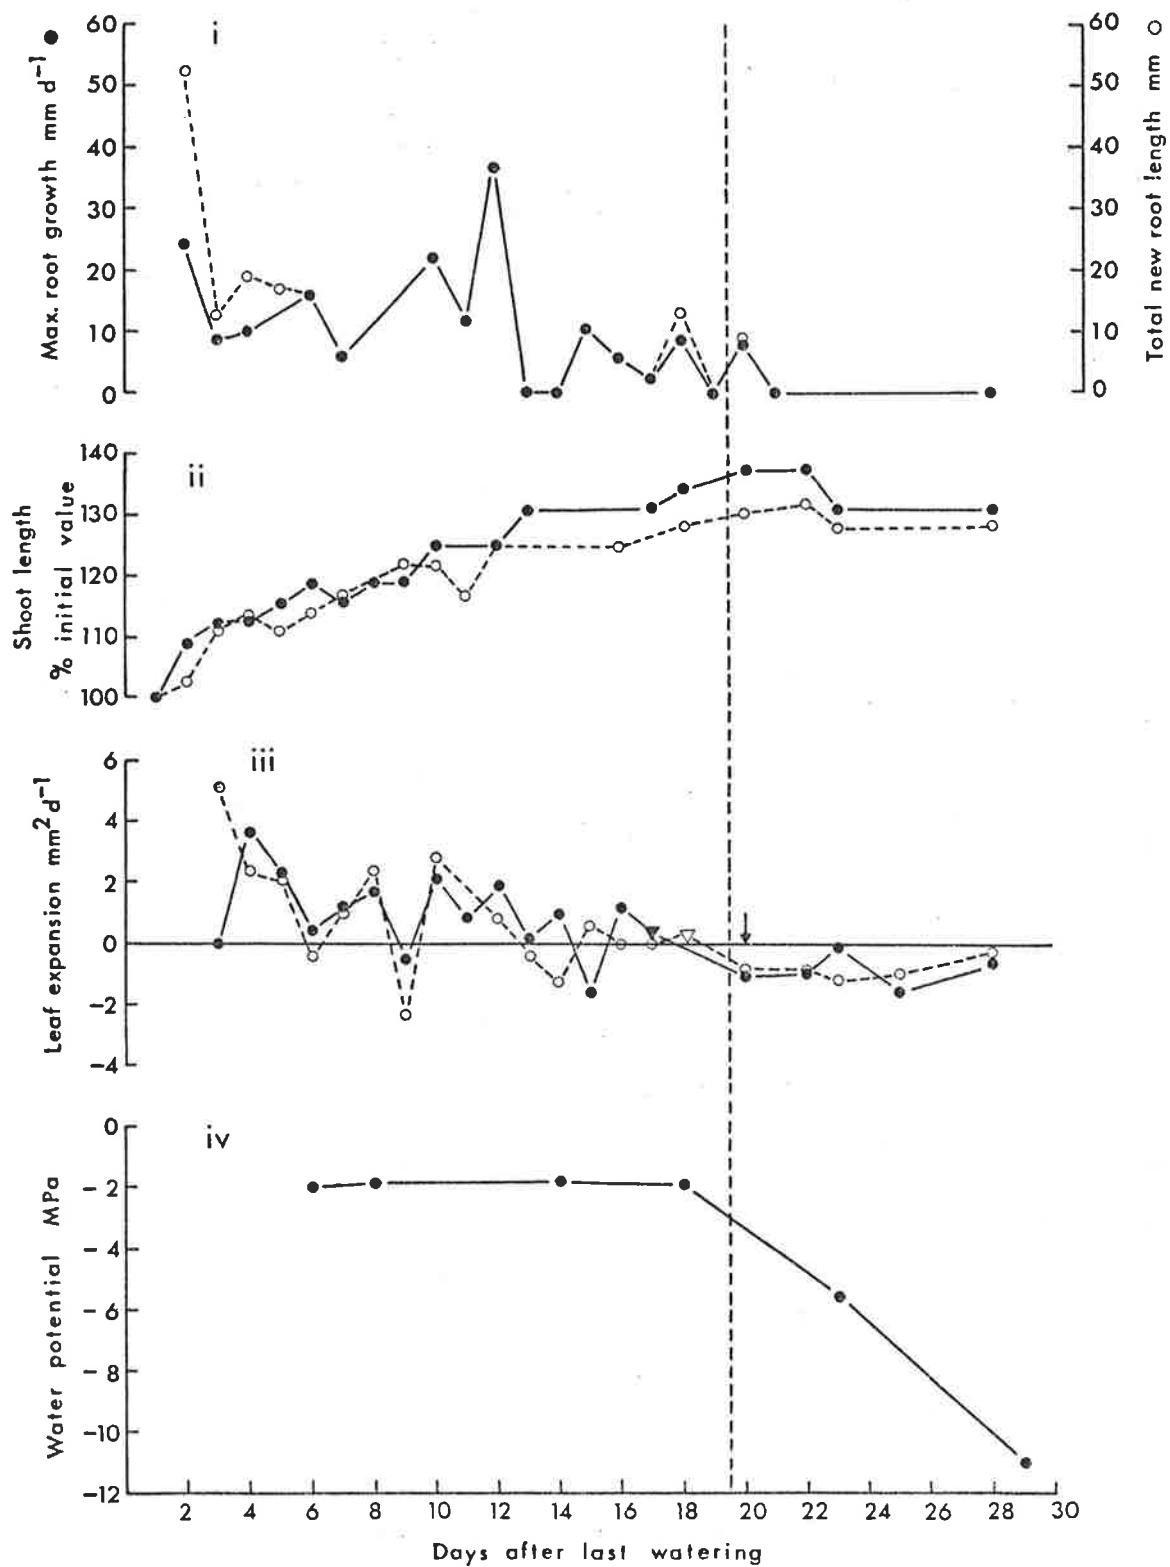 i
Max. root growth mm d⁻¹ ●
60
50
40
30
20
10
0
Total new root length mm ○
60
50
40
30
20
10
0
ii
Shoot length
% initial value
140
130
120
110
100
iii
Leaf expansion mm² d⁻¹
6
4
2
0
−2
−4
iv
Water potential MPa
0
−2
−4
−6
−8
−10
−12
2 4 6 8 10 12 14 16 18 20 22 24 26 28 30
Days after last watering